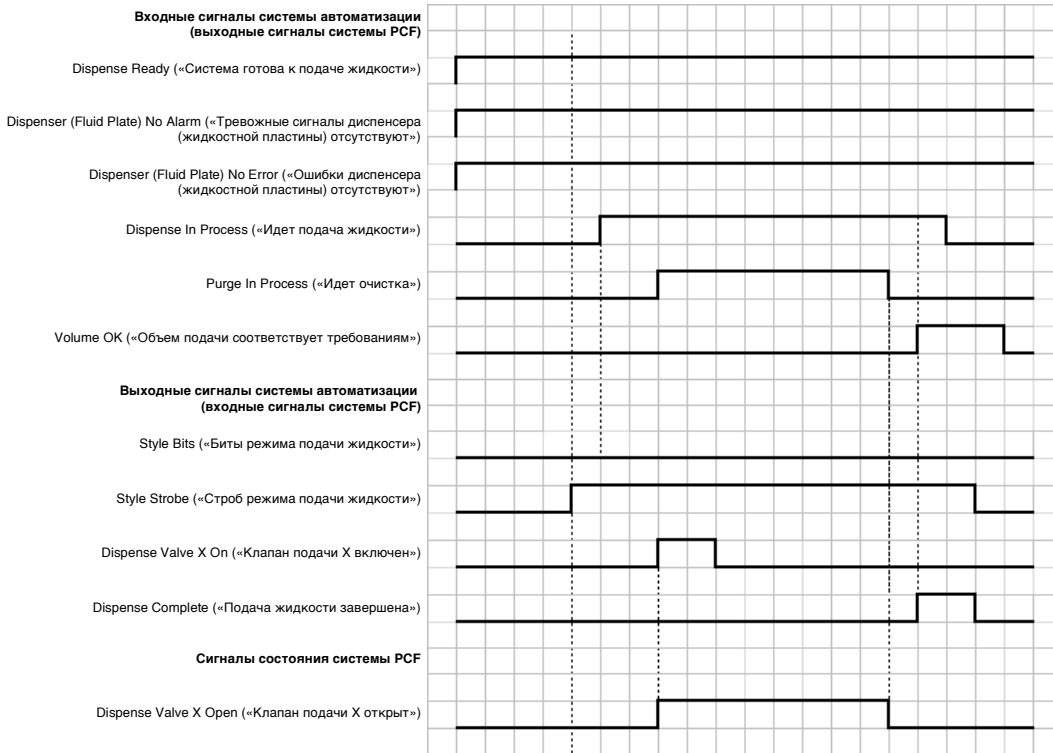 Входные сигналы системы автоматизации
(выходные сигналы системы PCF)
Dispense Ready («Система готова к подаче жидкости»)
Dispenser (Fluid Plate) No Alarm («Тревожные сигналы диспенсера
(жидкостной пластины) отсутствуют»)
Dispenser (Fluid Plate) No Error («Ошибки диспенсера
(жидкостной пластины) отсутствуют»)
Dispense In Process («Идет подача жидкости»)
Purge In Process («Идет очистка»)
Volume OK («Объем подачи соответствует требованиям»)
Выходные сигналы системы автоматизации
(входные сигналы системы PCF)
Style Bits («Биты режима подачи жидкости»)
Style Strobe («Строб режима подачи жидкости»)
Dispense Valve X On («Клапан подачи X включен»)
Dispense Complete («Подача жидкости завершена»)
Сигналы состояния системы PCF
Dispense Valve X Open («Клапан подачи X открыт»)